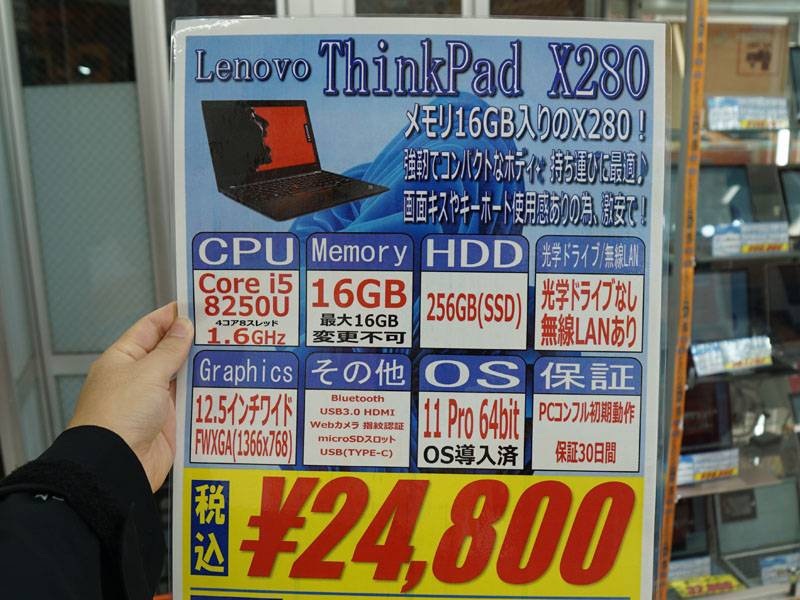 Lenovo ThinkPad X280
メモリ16GB入りのX280！
強靭でコンパクトなボディ、持ち運びに最適♪
画面キズやキーボード使用感ありの為、激安で！
CPU
Core i5
8250U
4コア8スレッド
1.6GHz
Memory
16GB
最大16GB
変更不可
HDD
256GB(SSD)
光学ドライブ/無線LAN
光学ドライブなし
無線LANあり
Graphics
12.5インチワイド
FWXGA(1366x768)
その他
Bluetooth
USB3.0 HDMI
Webカメラ 指紋認証
microSDスロット
USB(TYPE-C)
OS
11 Pro 64bit
OS導入済
保証
PCコンフル初期動作
保証30日間
税込
¥24,800